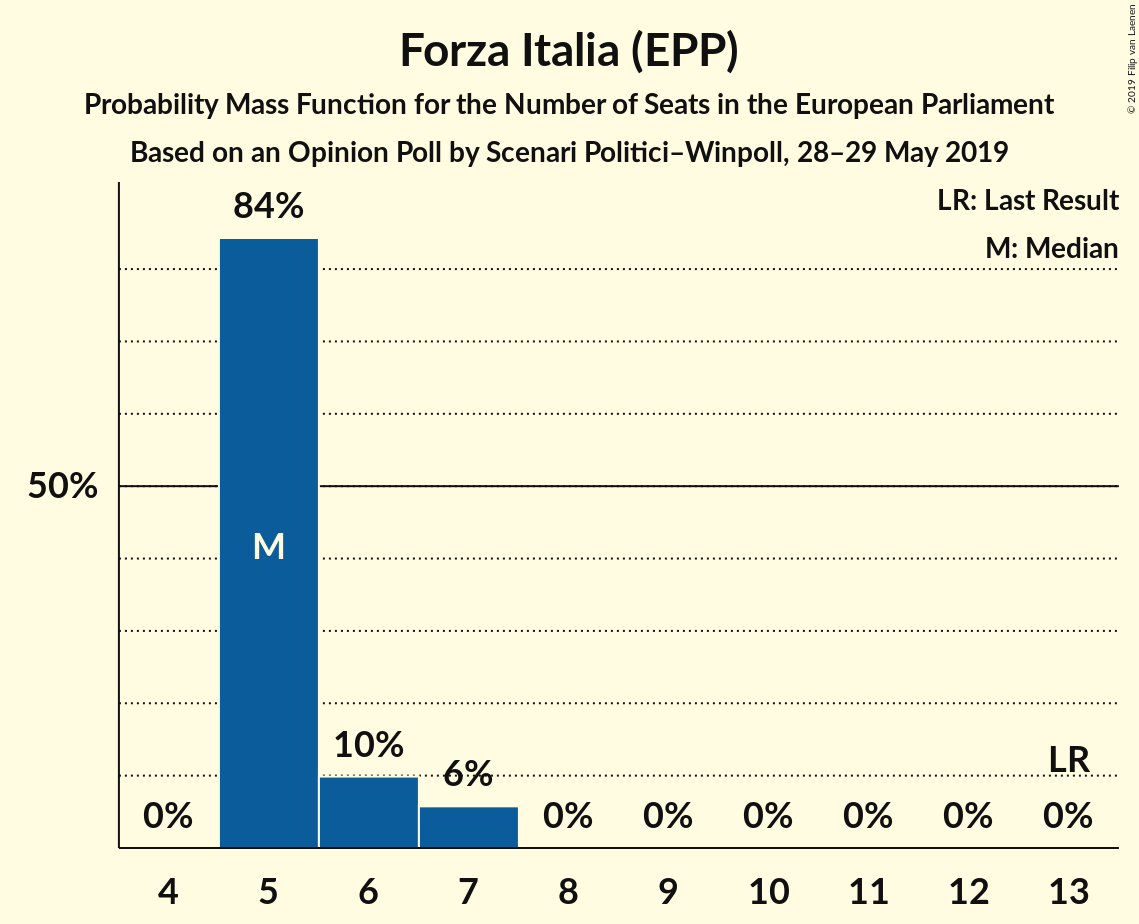 Forza Italia (EPP)
Probability Mass Function for the Number of Seats in the European Parliament
Based on an Opinion Poll by Scenari Politici–Winpoll, 28–29 May 2019
© 2019 Filip van Laenen
LR: Last Result
M: Median
84%
50%
M
10%
6%
LR
0%
0%
0%
0%
0%
0%
0%
4
5
6
7
8
9
10
11
12
13